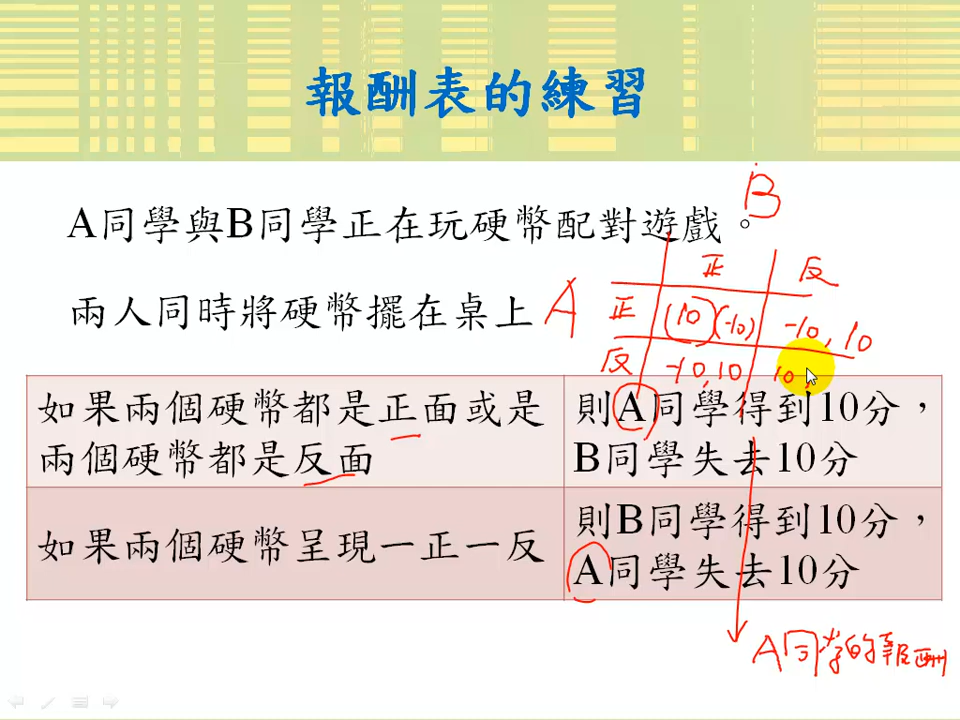 報酬表的練習
A同學與B同學正在玩硬幣配對遊戲。
兩人同時將硬幣擺在桌上
B
正 反
A 正 (10)(-10) -10, 10
反 -10, 10 10,
如果兩個硬幣都是正面或是
兩個硬幣都是反面
則A同學得到10分，
B同學失去10分
如果兩個硬幣呈現一正一反
則B同學得到10分，
A同學失去10分
A同学的報酬